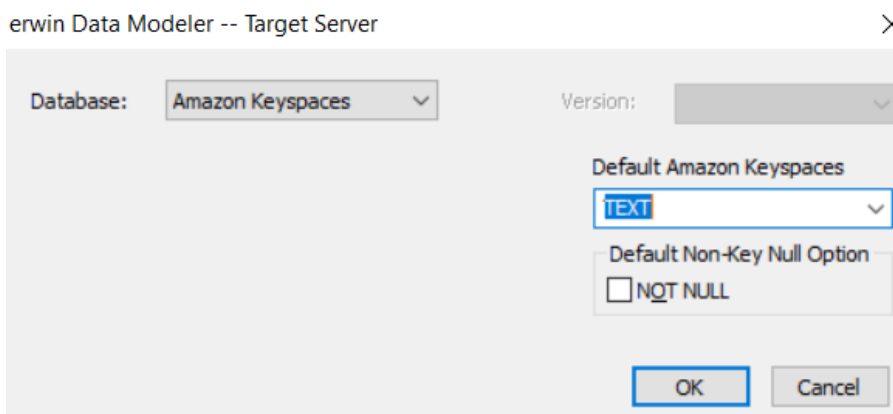 erwin Data Modeler -- Target Server
Database: Amazon Keyspaces Version:
Default Amazon Keyspaces
TEXT
Default Non-Key Null Option
NOT NULL
OK Cancel